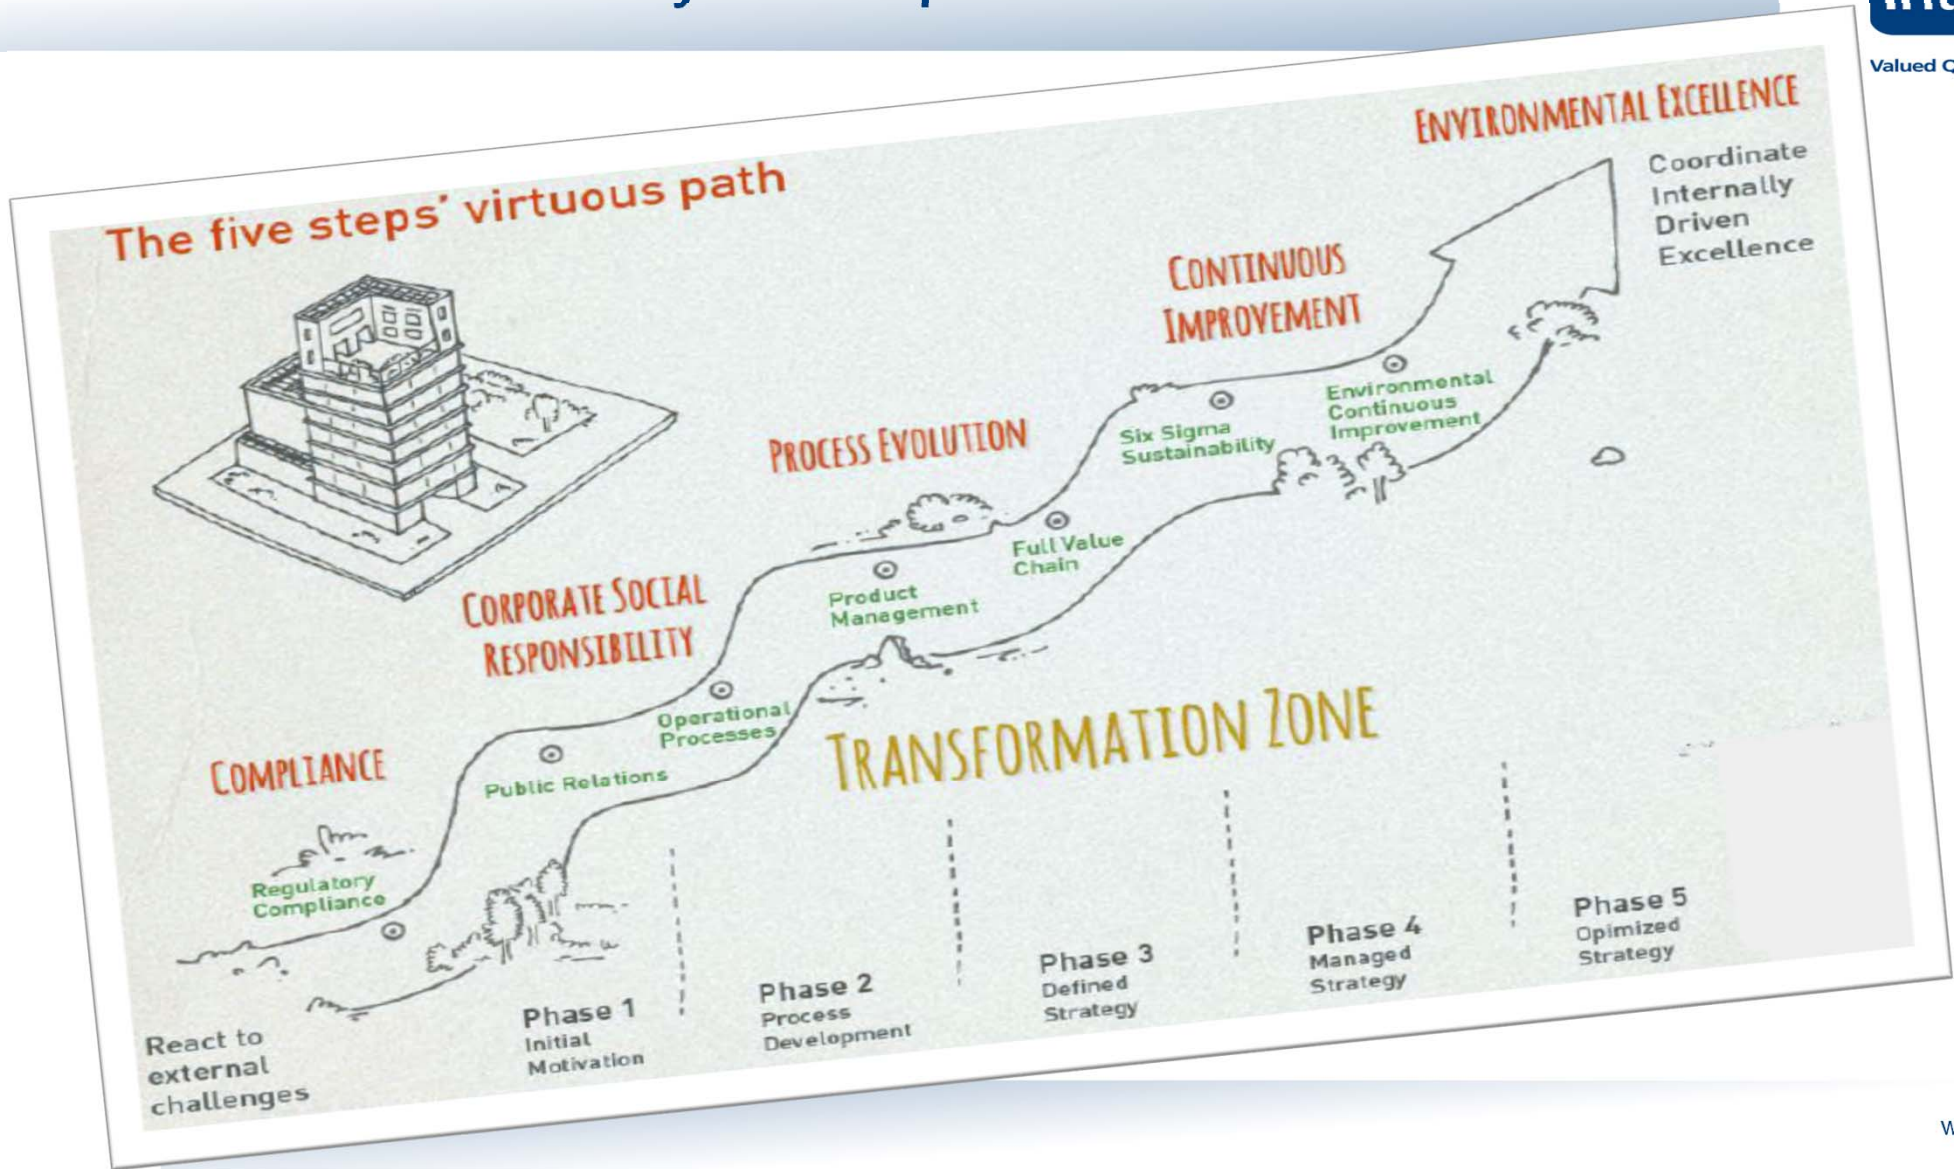 Valued
The five steps' virtuous path
ENVIRONMENTAL EXCELLENCE
Coordinate
Internally
Driven
Excellence
CONTINUOUS
IMPROVEMENT
Environmental
Continuous
Improvement
Six Sigma
Sustainability
PROCESS EVOLUTION
Full Value
Chain
Product
Management
CORPORATE SOCIAL
RESPONSIBILITY
Operational
Processes
Public Relations
COMPLIANCE
Regulatory
Compliance
TRANSFORMATION ZONE
React to
external
challenges
Phase 1
Initial
Motivation
Phase 2
Process
Development
Phase 3
Defined
Strategy
Phase 4
Managed
Strategy
Phase 5
Opimized
Strategy